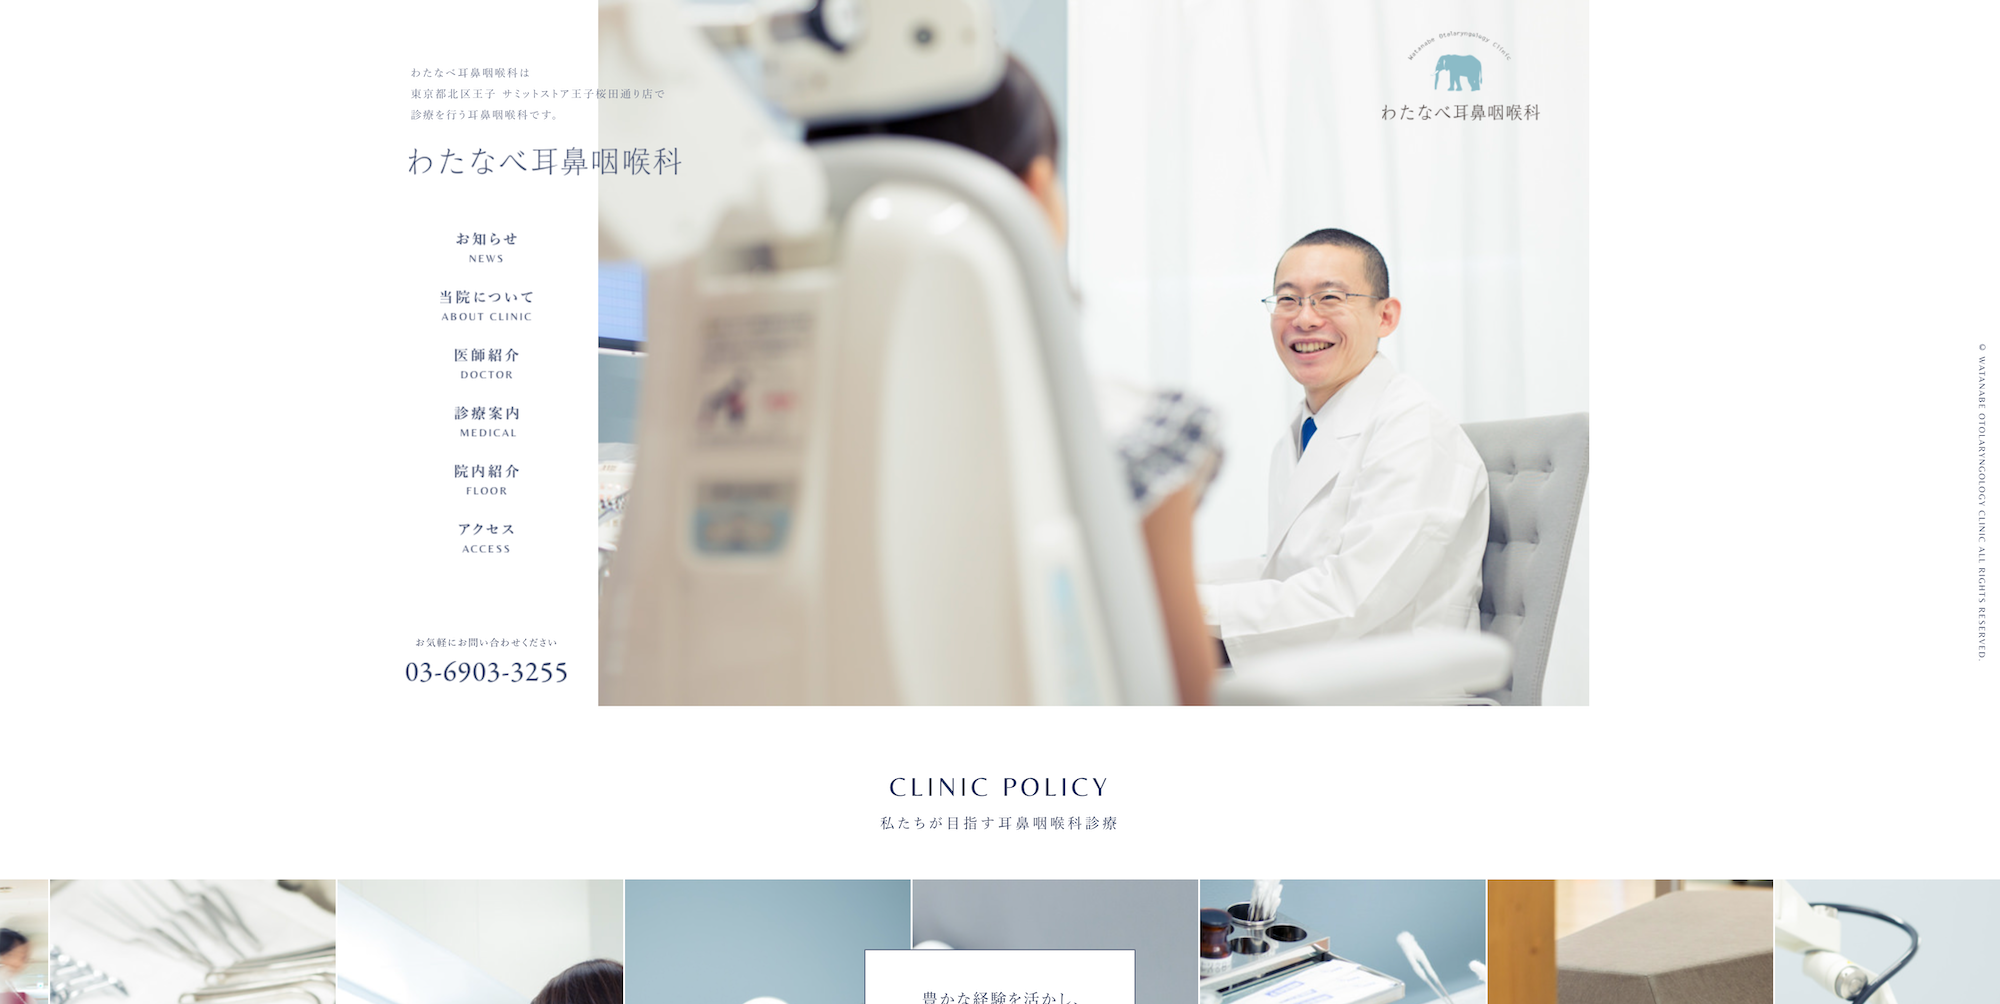 わたなべ耳鼻咽喉科は
東京都北区王子 サミットストア王子桜田通り店で
診療を行う耳鼻咽喉科です。
わたなべ耳鼻咽喉科
お知らせ
NEWS
当院について
ABOUT CLINIC
医師紹介
DOCTOR
診療案内
MEDICAL
院内紹介
FLOOR
アクセス
ACCESS
お気軽にお問い合わせください
03-6903-3255
Watanabe Otolaryngology Clinic
わたなべ耳鼻咽喉科
© WATANABE OTOLARYNGOLOGY CLINIC ALL RIGHTS RESERVED.
CLINIC POLICY
私たちが目指す耳鼻咽喉科診療
豊かな経験を活かし、